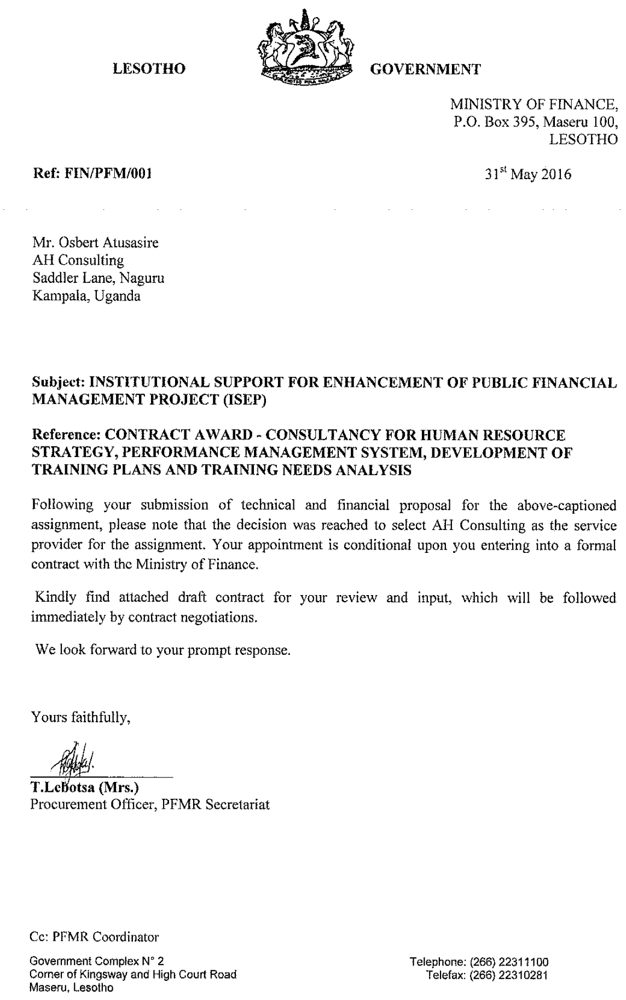 LESOTHO GOVERNMENT
MINISTRY OF FINANCE,
P.O. Box 395, Maseru 100,
LESOTHO
Ref: FIN/PFM/001 31st May 2016
Mr. Osbert Atusasire
AH Consulting
Saddler Lane, Naguru
Kampala, Uganda
Subject: INSTITUTIONAL SUPPORT FOR ENHANCEMENT OF PUBLIC FINANCIAL
MANAGEMENT PROJECT (ISEP)
Reference: CONTRACT AWARD - CONSULTANCY FOR HUMAN RESOURCE
STRATEGY, PERFORMANCE MANAGEMENT SYSTEM, DEVELOPMENT OF
TRAINING PLANS AND TRAINING NEEDS ANALYSIS
Following your submission of technical and financial proposal for the above-captioned
assignment, please note that the decision was reached to select AH Consulting as the service
provider for the assignment. Your appointment is conditional upon you entering into a formal
contract with the Ministry of Finance.
Kindly find attached draft contract for your review and input, which will be followed
immediately by contract negotiations.
We look forward to your prompt response.
Yours faithfully,
T.Lebotsa (Mrs.)
Procurement Officer, PFMR Secretariat
Cc: PFMR Coordinator
Government Complex N° 2
Corner of Kingsway and High Court Road
Maseru, Lesotho
Telephone: (266) 22311100
Telefax: (266) 22310281